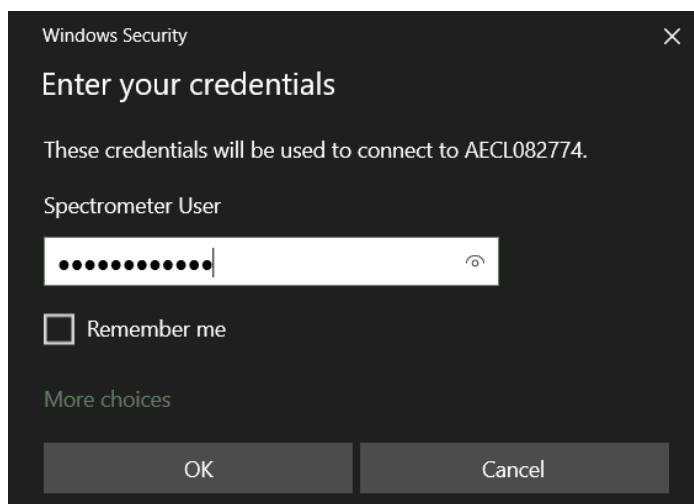 Windows Security
Enter your credentials
These credentials will be used to connect to AECL082774.
Spectrometer User
●●●●●●●●●●●●
Remember me
More choices
OK Cancel